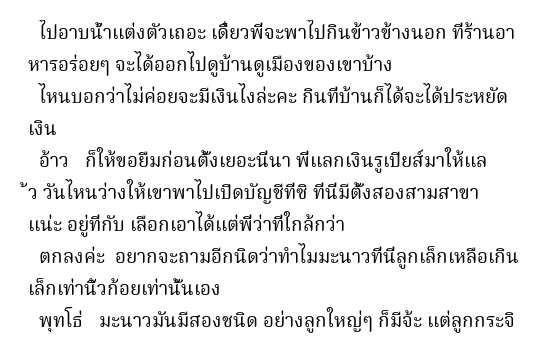 ไปอาบน้ำแต่งตัวเถอะ เดี๋ยวพี่จะพาไปกินข้าวข้างนอก ที่ร้านอา
หารอร่อยๆ จะได้ออกไปดูบ้านดูเมืองของเขาบ้าง
ไหนบอกว่าไม่ค่อยจะมีเงินไงล่ะคะ กินที่บ้านก็ได้จะได้ประหยัด
เงิน
อ้าว ก็ให้ขอยืมก่อนตั้งเยอะนี่นา พี่แลกเงินรูเปียส์มาให้แล
้ว วันไหนว่างให้เขาพาไปเปิดบัญชีที่ซิ ที่นี่มีตั้งสองสามสาขา
แน่ะ อยู่ที่กับ เลือกเอาได้แต่พี่ว่าที่ใกล้กว่า
ตกลงค่ะ อยากจะถามอีกนิดว่าทำไมมะนาวที่นี่ลูกเล็กเหลือเกิน
เล็กเท่านิ้วก้อยเท่านั้นเอง
พุทโธ่ มะนาวมันมีสองชนิด อย่างลูกใหญ่ๆ ก็มีจ้ะ แต่ลูกกระจิ